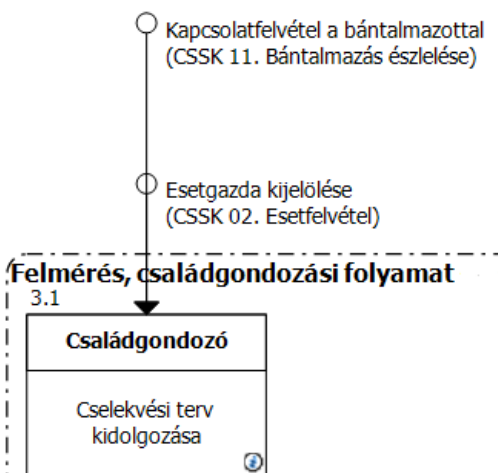 Kapcsolatfelvétel a bántalmazottal
(CSSK 11. Bántalmazás észlelése)
Esetgazda kijelölése
(CSSK 02. Esetfelvétel)
Felmérés, családgondozási folyamat
3.1
Családgondozó
Cselekvési terv
kidolgozása